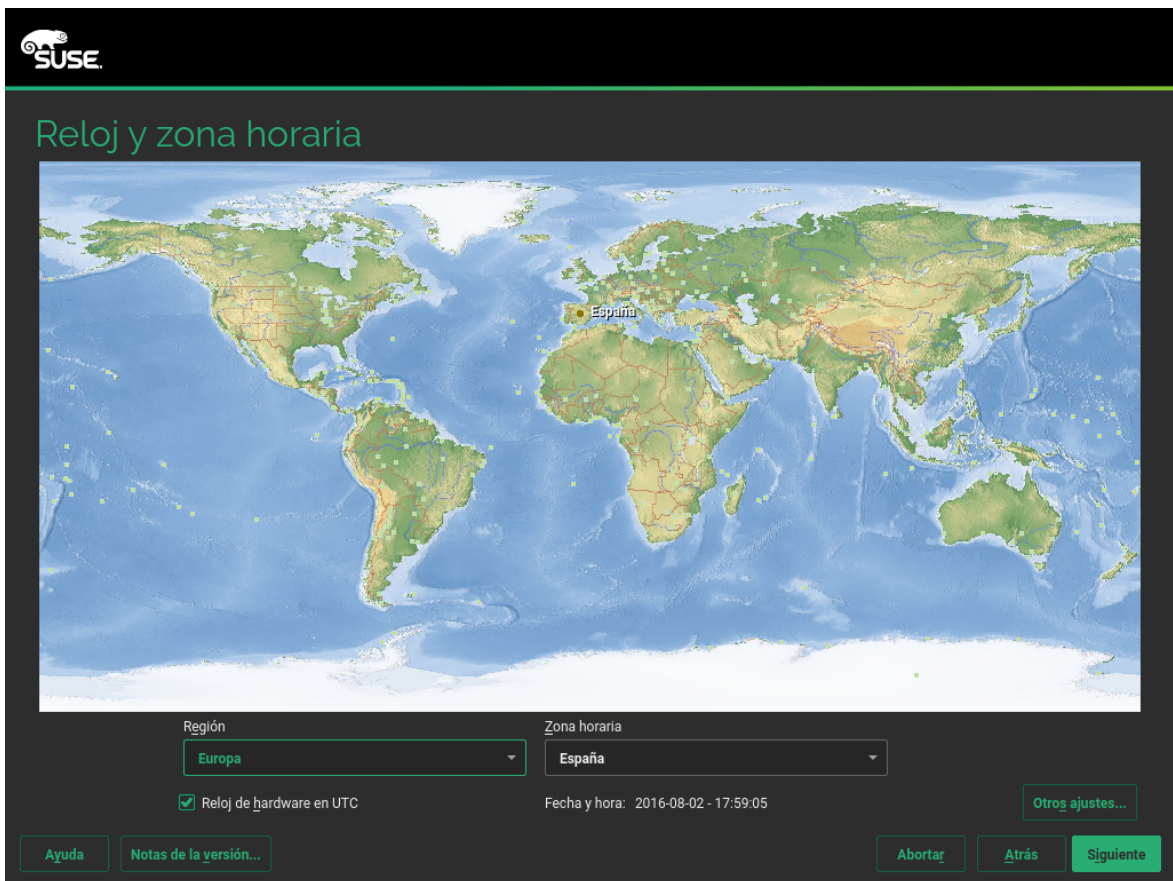 SUSE.
Reloj y zona horaria
España
Región
Zona horaria
Europa
España
Reloj de hardware en UTC
Fecha y hora: 2016-08-02 - 17:59:05
Otros ajustes...
Ayuda
Notas de la versión...
Abortar
Atrás
Siguiente